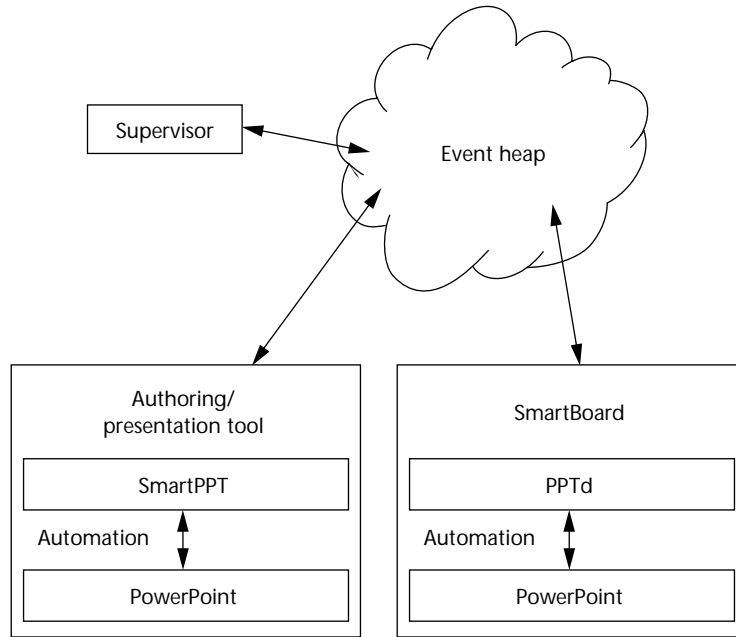 Supervisor
Event heap
Authoring/
presentation tool
SmartPPT
Automation
PowerPoint
SmartBoard
PPTd
Automation
PowerPoint